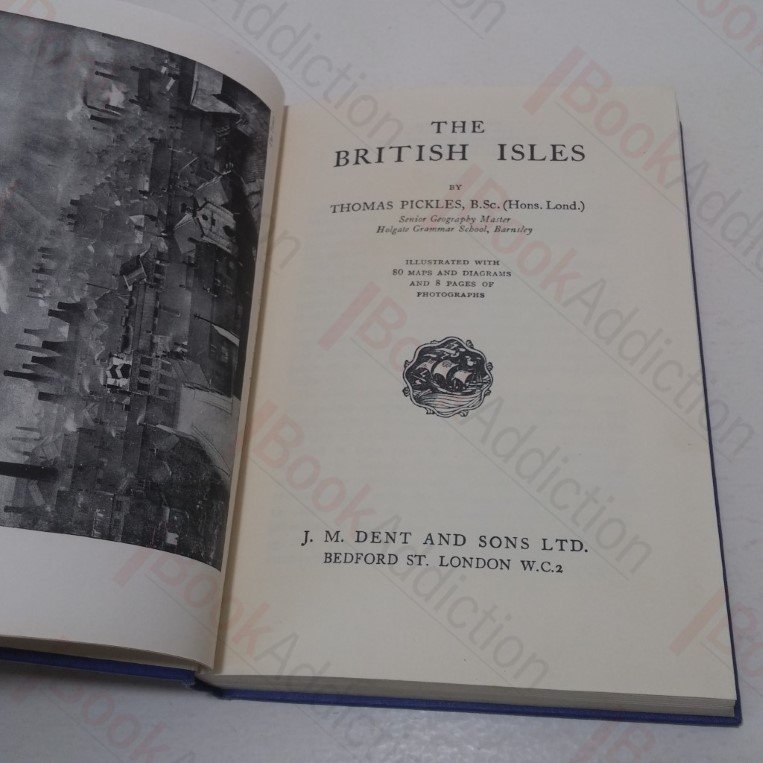 THE
BRITISH ISLES
BY
THOMAS PICKLES, B.Sc. (Hons. Lond.)
Senior Geography Master
Holgate Grammar School, Barnsley
ILLUSTRATED WITH
80 MAPS AND DIAGRAMS
AND 8 PAGES OF
PHOTOGRAPHS
J. M. DENT AND SONS LTD.
BEDFORD ST. LONDON W.C.2
BookAddiction